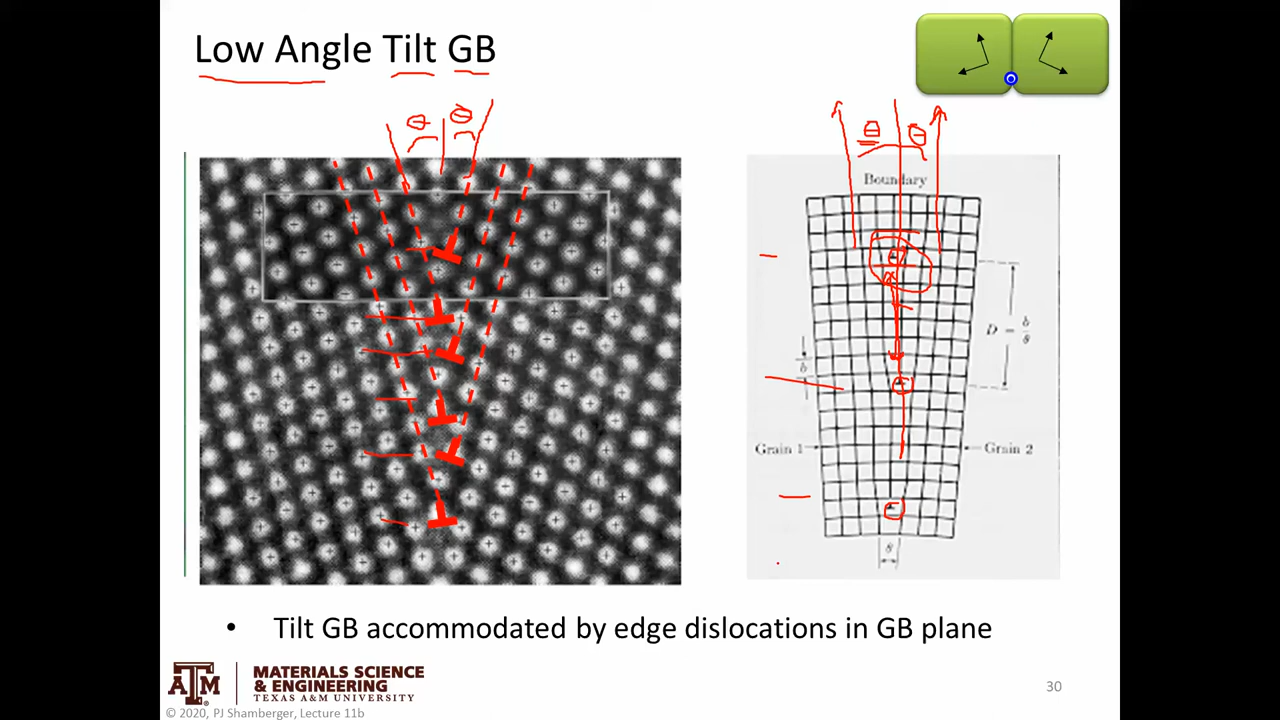 Low Angle Tilt GB
θ θ
θ θ
Boundary
D = b/θ
b
Grain 1
Grain 2
θ
• Tilt GB accommodated by edge dislocations in GB plane
ATM
MATERIALS SCIENCE
& ENGINEERING
TEXAS A&M UNIVERSITY
© 2020, PJ Shamberger, Lecture 11b
30